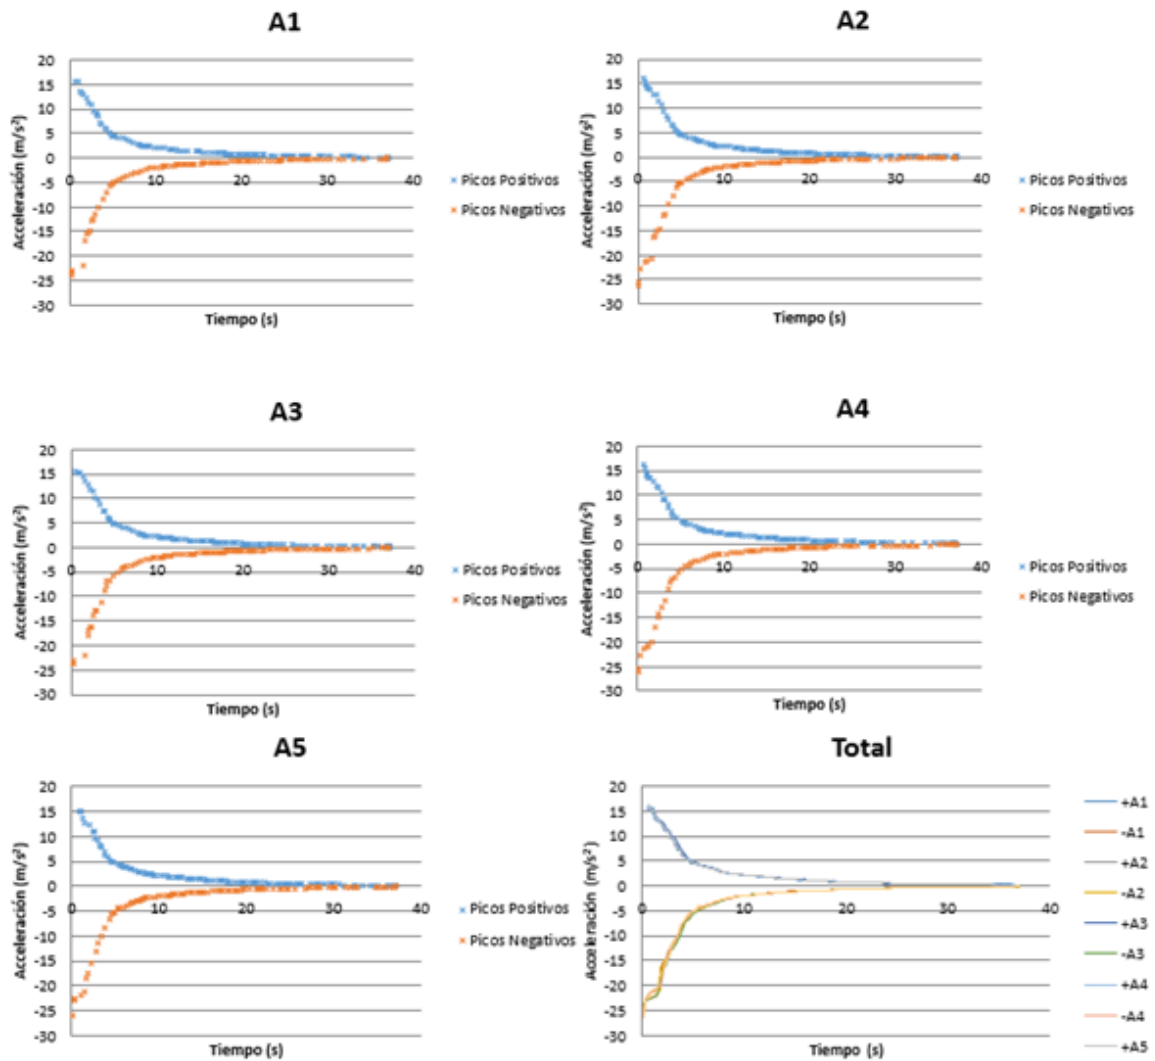 A1
20
15
10
5
0
-5
-10
-15
-20
-25
-30
0 10 20 30 40
Acceleración (m/s²)
Tiempo (s)
Picos Positivos
Picos Negativos
A2
20
15
10
5
0
-5
-10
-15
-20
-25
-30
0 10 20 30 40
Acceleración (m/s²)
Tiempo (s)
Picos Positivos
Picos Negativos
A3
20
15
10
5
0
-5
-10
-15
-20
-25
-30
0 10 20 30 40
Acceleración (m/s²)
Tiempo (s)
Picos Positivos
Picos Negativos
A4
20
15
10
5
0
-5
-10
-15
-20
-25
-30
0 10 20 30 40
Acceleración (m/s²)
Tiempo (s)
Picos Positivos
Picos Negativos
A5
20
15
10
5
0
-5
-10
-15
-20
-25
-30
0 10 20 30 40
Acceleración (m/s²)
Tiempo (s)
Picos Positivos
Picos Negativos
Total
20
15
10
5
0
-5
-10
-15
-20
-25
-30
0 10 20 30 40
Acceleración (m/s²)
Tiempo (s)
+A1
-A1
+A2
-A2
+A3
-A3
+A4
-A4
+A5